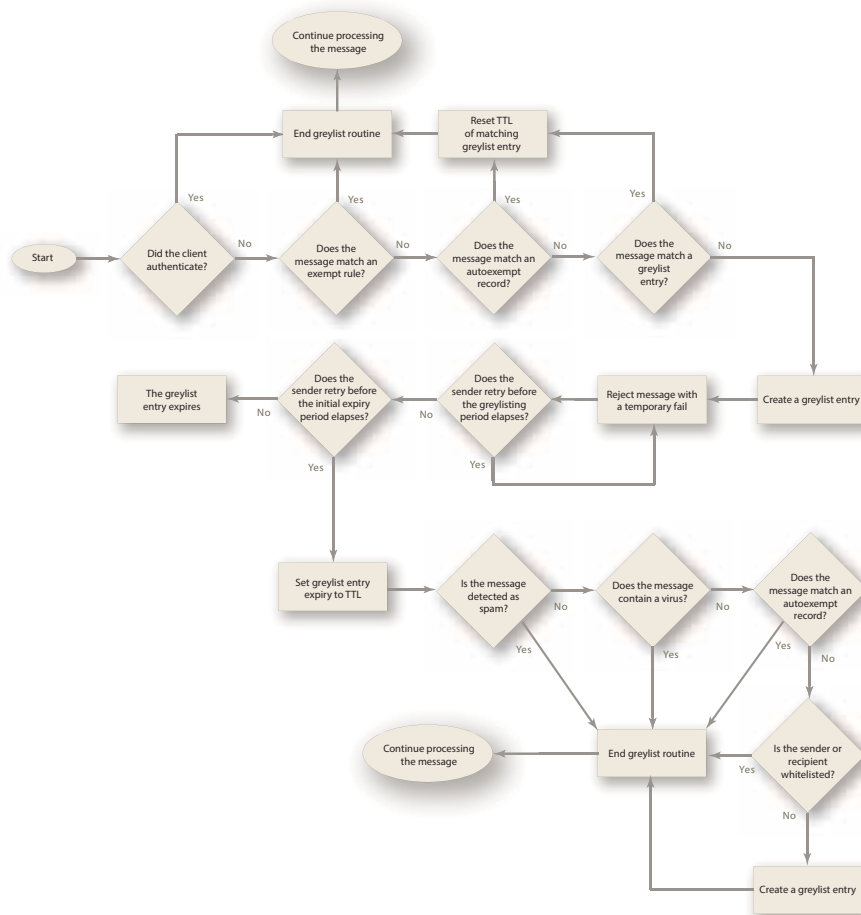 Continue processing
the message
End greylist routine
Reset TTL
of matching
greylist entry
Yes
Yes
Yes
Yes
Start
Did the client
authenticate?
No
Does the
message match an
exempt rule?
No
Does the
message match an
autoexempt
record?
No
Does the
message match a
greylist
entry?
No
The greylist
entry expires
No
Does the
sender retry before
the initial expiry
period elapses?
No
Does the
sender retry before
the greylisting
period elapses?
Reject message with
a temporary fail
Create a greylist entry
Yes
Yes
Set greylist entry
expiry to TTL
Is the message
detected as
spam?
No
Does the message
contain a virus?
No
Does the
message match an
autoexempt
record?
Yes
Yes
Yes
No
Continue processing
the message
End greylist routine
Yes
Is the sender or
recipient
whitelisted?
No
Create a greylist entry